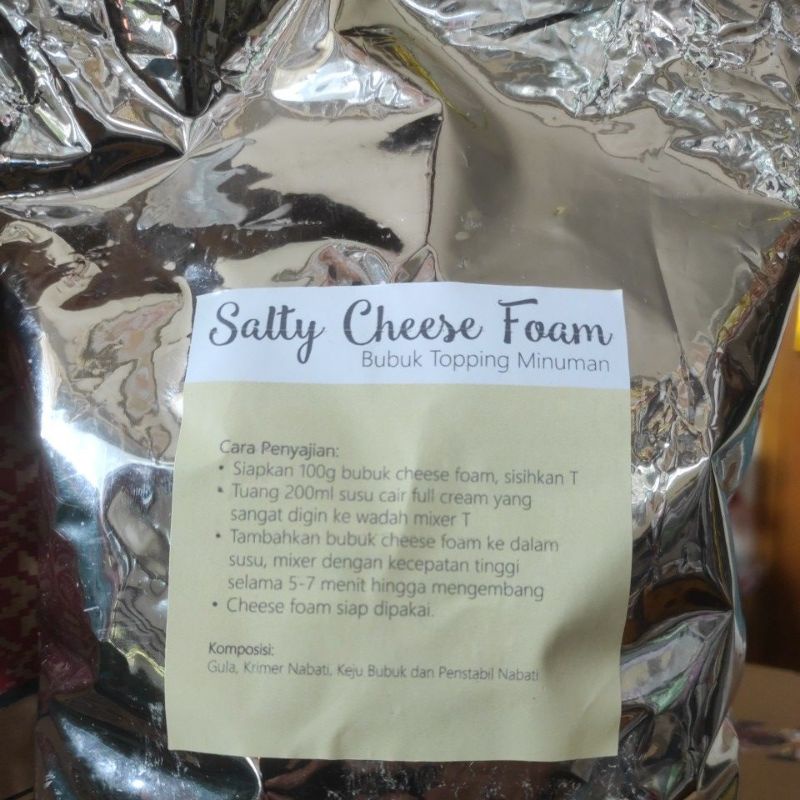 Salty Cheese Foam
Bubuk Topping Minuman
Cara Penyajian:
• Siapkan 100g bubuk cheese foam, sisihkan T
• Tuang 200ml susu cair full cream yang
sangat digin ke wadah mixer T
• Tambahkan bubuk cheese foam ke dalam
susu, mixer dengan kecepatan tinggi
selama 5-7 menit hingga mengembang
• Cheese foam siap dipakai.
Komposisi:
Gula, Krimer Nabati, Keju Bubuk dan Penstabil Nabati